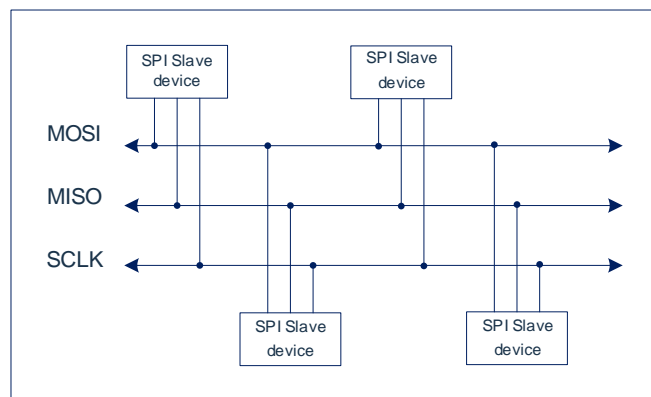 SPI Slave
device
SPI Slave
device
MOSI
MISO
SCLK
SPI Slave
device
SPI Slave
device